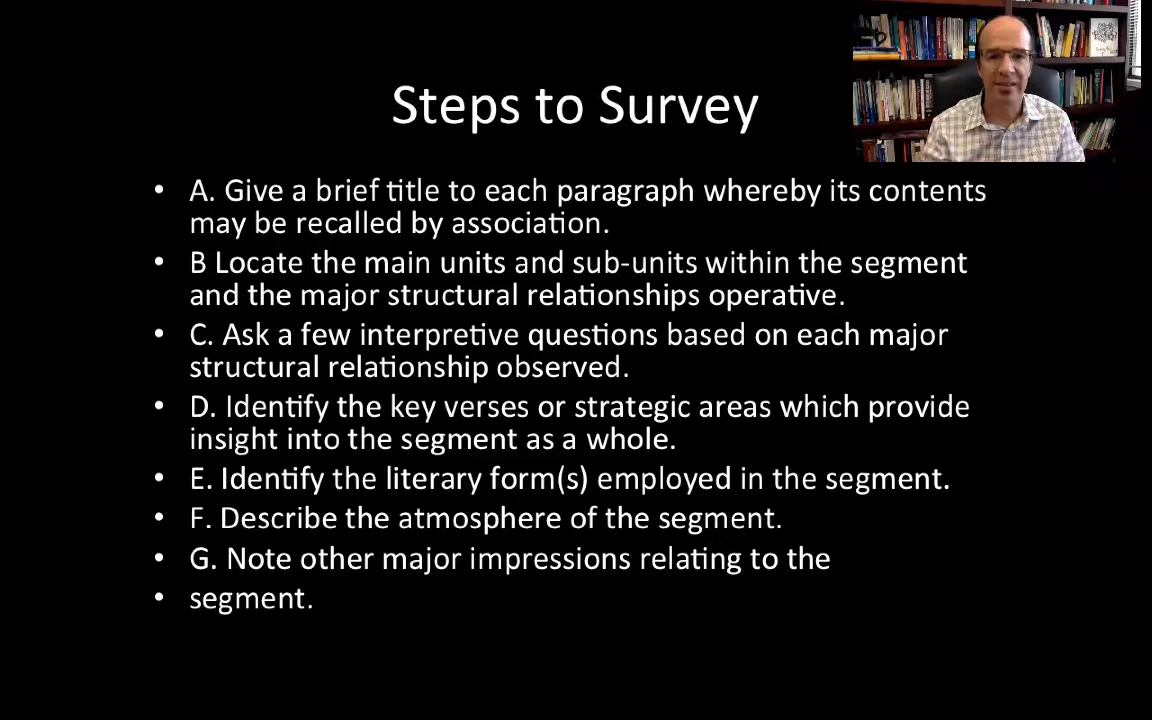 Steps to Survey
• A. Give a brief title to each paragraph whereby its contents
may be recalled by association.
• B Locate the main units and sub-units within the segment
and the major structural relationships operative.
• C. Ask a few interpretive questions based on each major
structural relationship observed.
• D. Identify the key verses or strategic areas which provide
insight into the segment as a whole.
• E. Identify the literary form(s) employed in the segment.
• F. Describe the atmosphere of the segment.
• G. Note other major impressions relating to the
• segment.